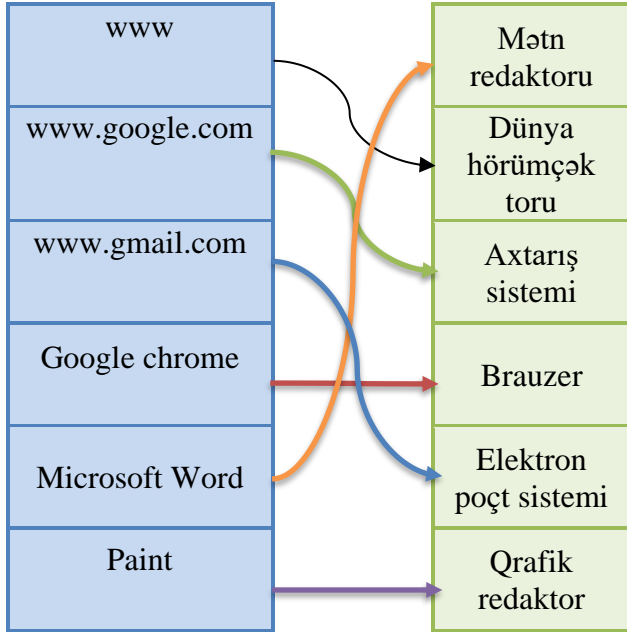 www
www.google.com
www.gmail.com
Google chrome
Microsoft Word
Paint
Mətn
redaktoru
Dünya
hörümçək
toru
Axtarış
sistemi
Brauzer
Elektron
poçt sistemi
Qrafik
redaktor